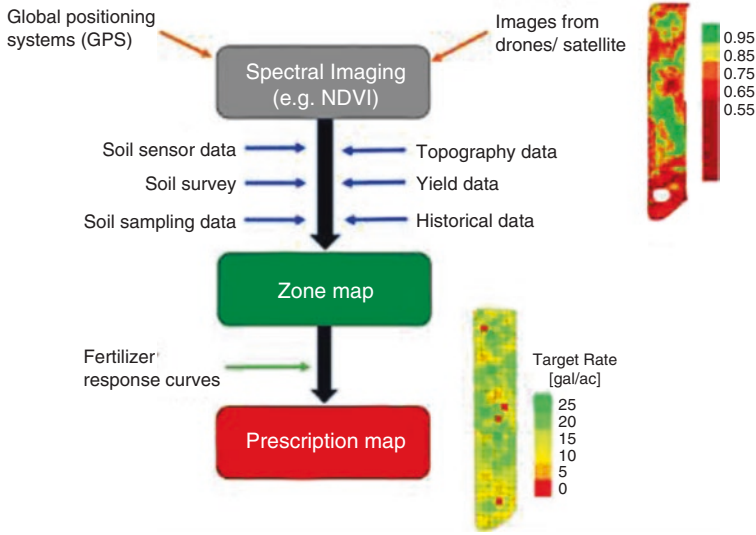 Global positioning
systems (GPS)
Images from
drones/ satellite
Spectral Imaging
(e.g. NDVI)
0.95
0.85
0.75
0.65
0.55
Soil sensor data
Topography data
Soil survey
Yield data
Soil sampling data
Historical data
Zone map
Fertilizer
response curves
Prescription map
Target Rate
[gal/ac]
25
20
15
10
5
0